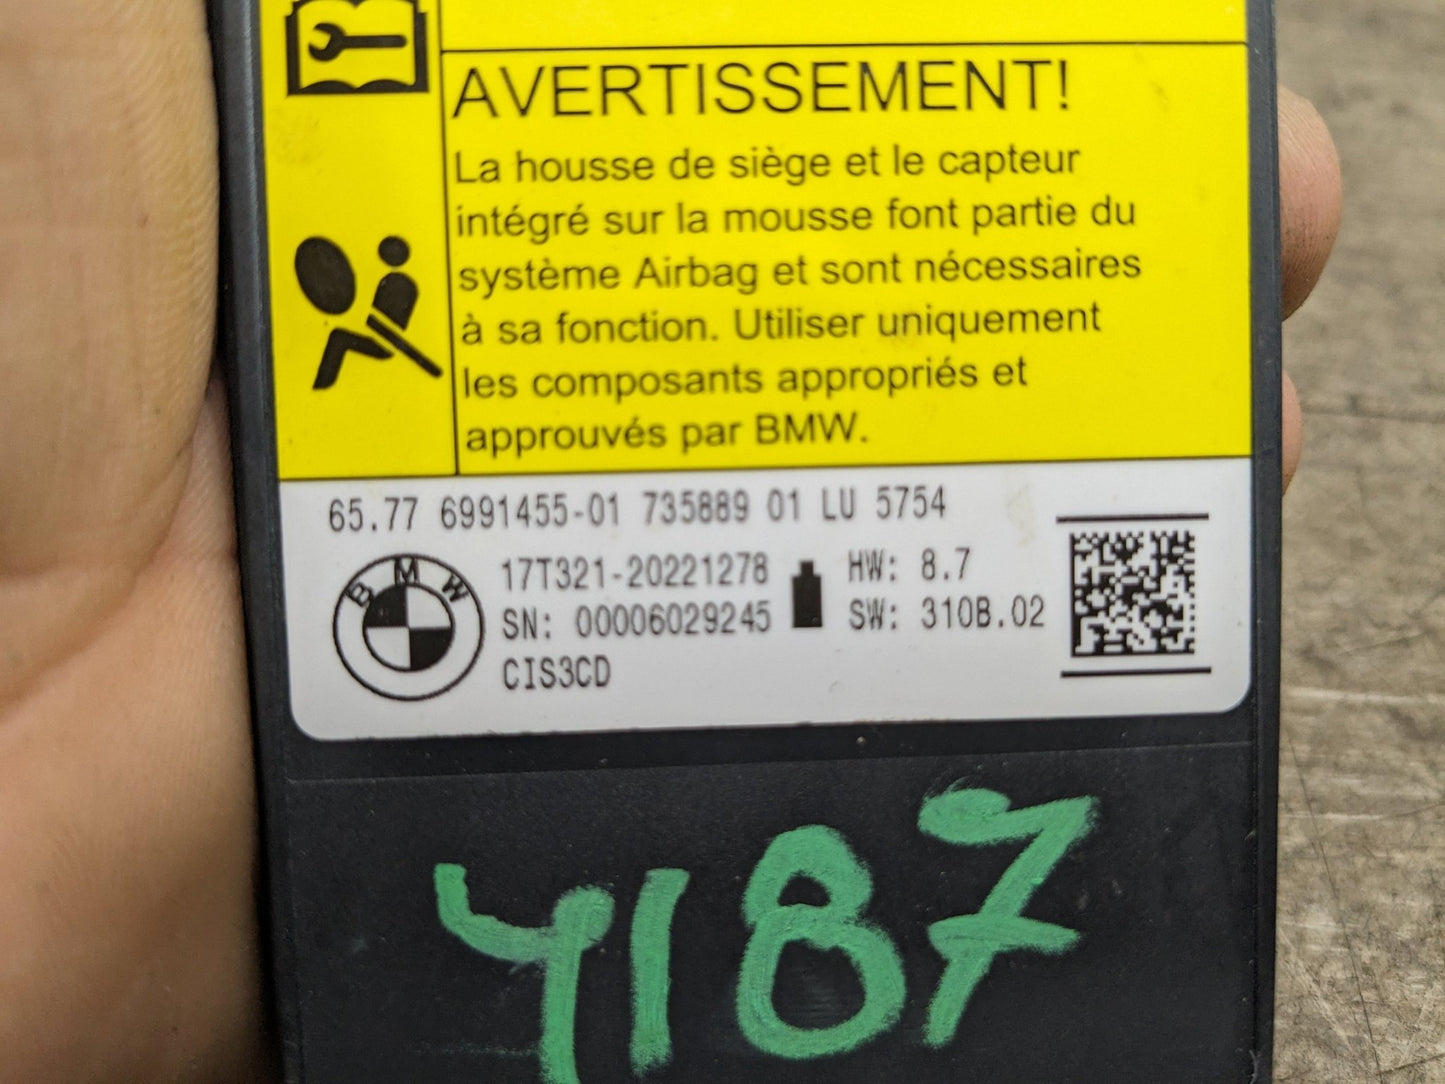 AVERTISSEMENT!
La housse de siège et le capteur
intégré sur la mousse font partie du
système Airbag et sont nécessaires
à sa fonction. Utiliser uniquement
les composants appropriés et
approuvés par BMW.
65.77 6991455-01 735889 01 LU 5754
BMW
17T321-20221278
SN: 00006029245
CIS3CD
HW: 8.7
SW: 310B.02
4187